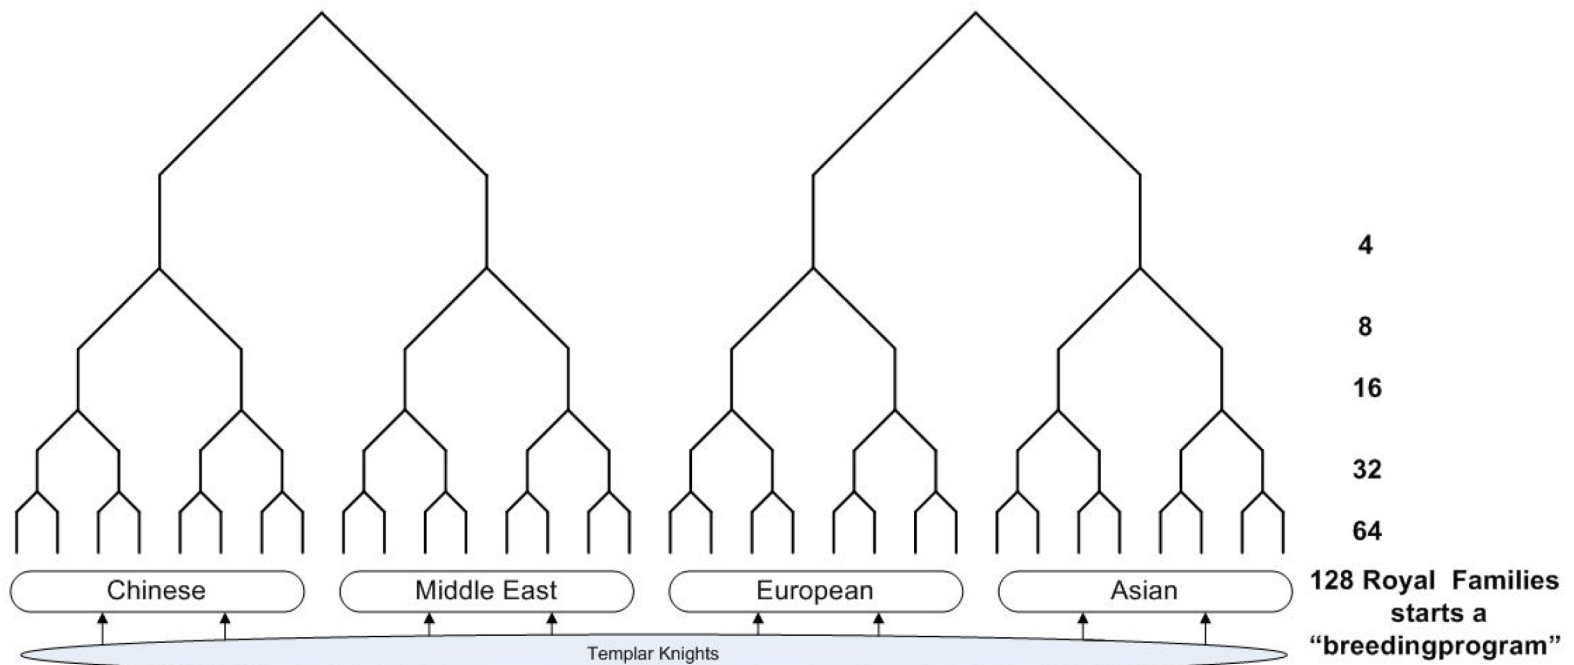 4
8
16
32
64
Chinese
Middle East
European
Asian
128 Royal Families
starts a
“breedingprogram”
Templar Knights